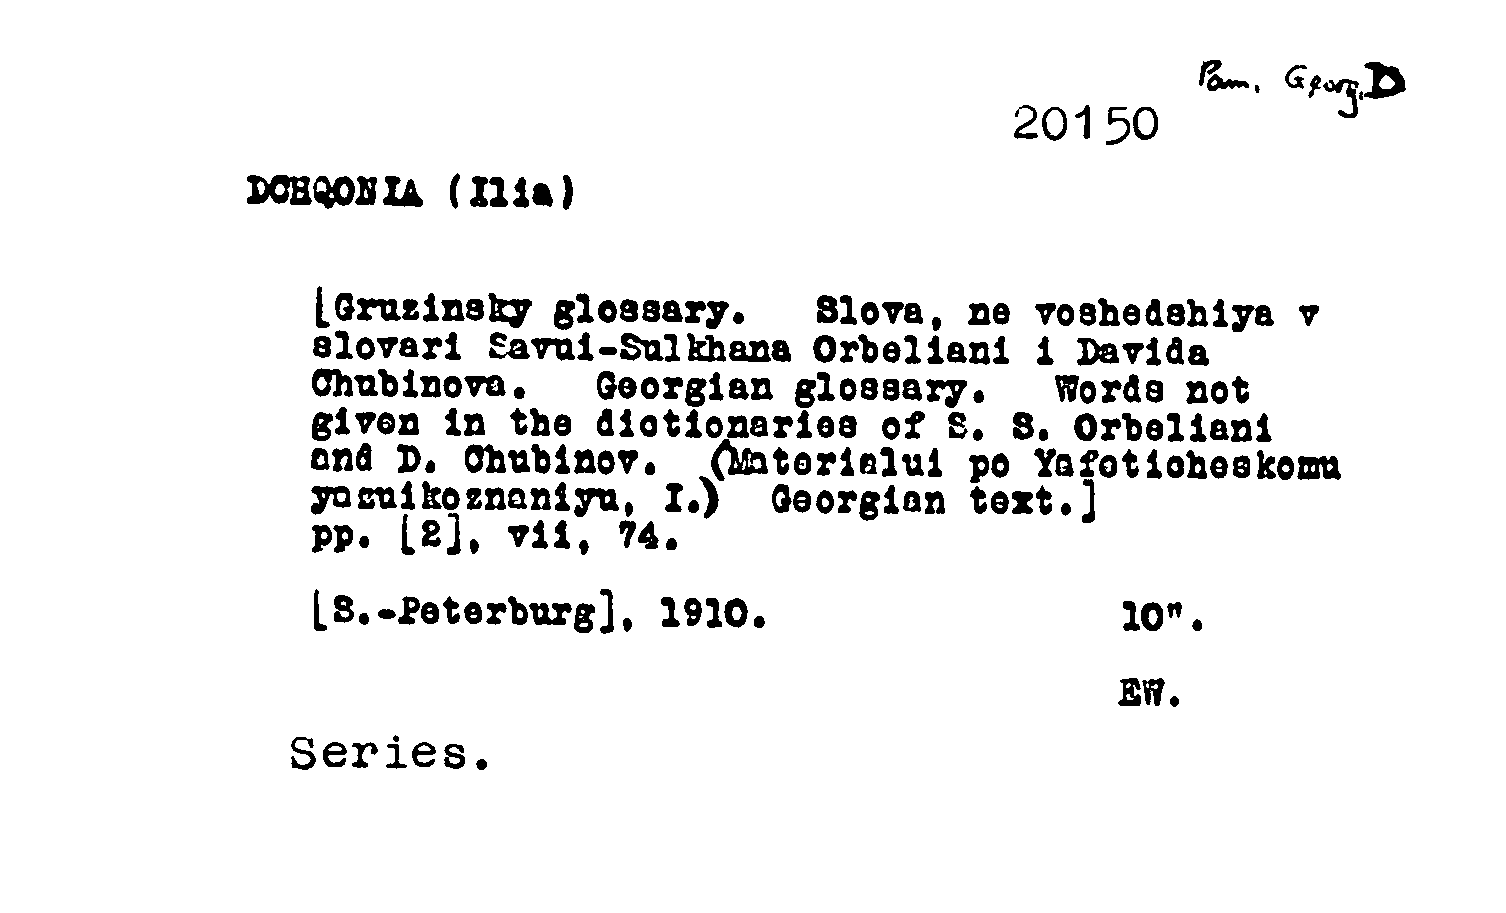 Pam. Georg. D
20150
DCHQONIA (Ilia)
[Gruzinsky glossary. Slova, ne voshedshiya v
slovari Savui-Sulkhana Orbeliani i Davida
Chubinova. Georgian glossary. Words not
given in the dictionaries of S. S. Orbeliani
and D. Chubinov. (Materialui po Yafeticheskomu
yazuikoznaniyu, I.) Georgian text.]
pp. [2], vii, 74.
[S.-Peterburg], 1910. 10".
EW.
Series.